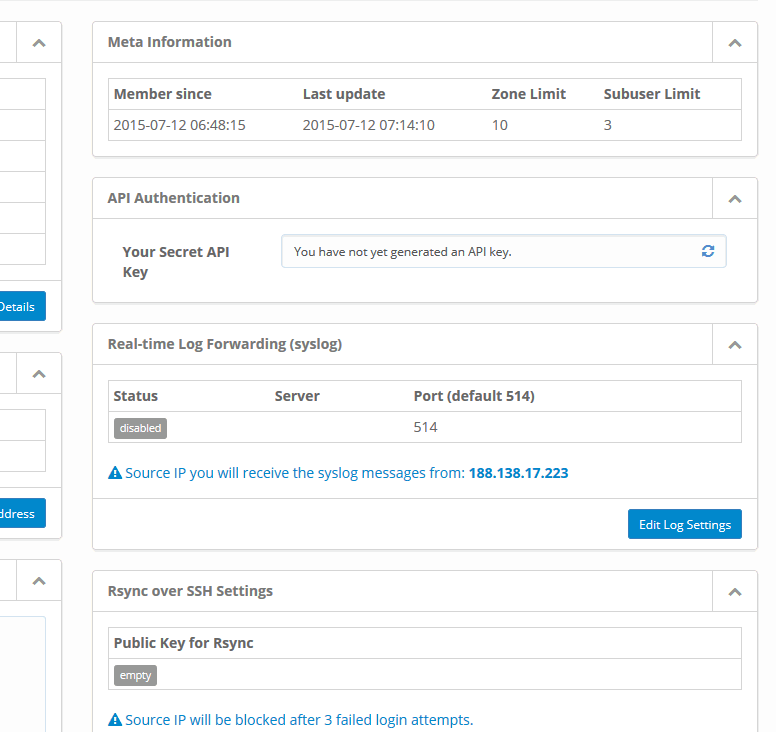 Meta Information
Member since Last update Zone Limit Subuser Limit
2015-07-12 06:48:15 2015-07-12 07:14:10 10 3
API Authentication
Your Secret API
Key
You have not yet generated an API key.
Details
Real-time Log Forwarding (syslog)
Status Server Port (default 514)
disabled 514
Source IP you will receive the syslog messages from: 188.138.17.223
ddress
Edit Log Settings
Rsync over SSH Settings
Public Key for Rsync
empty
Source IP will be blocked after 3 failed login attempts.